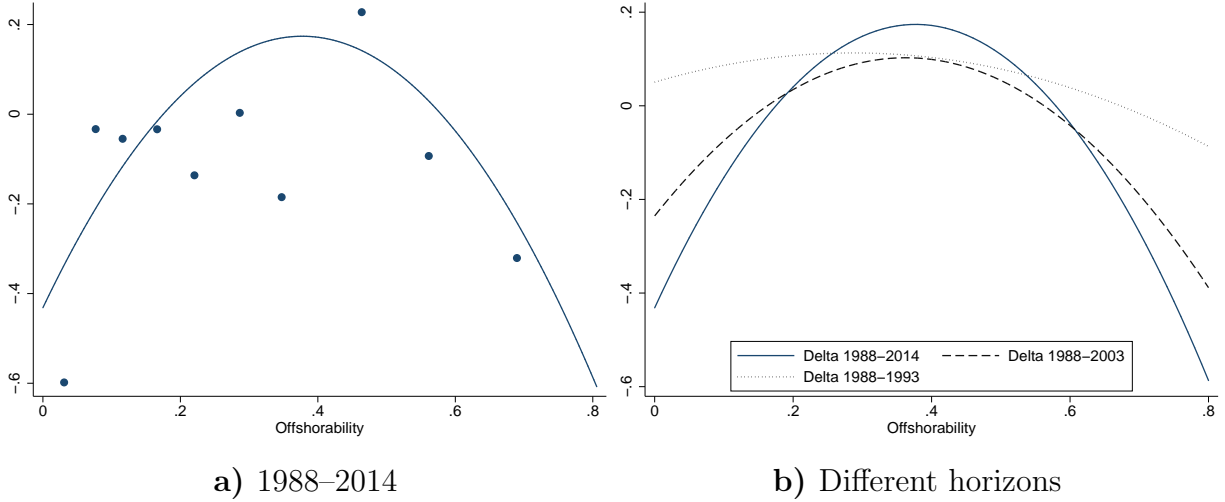 .2
0
−.2
−.4
−.6
0
.2
.4
.6
.8
Offshorability
a) 1988–2014
.2
0
−.2
−.4
−.6
Delta 1988−2014
Delta 1988−2003
Delta 1988−1993
0
.2
.4
.6
.8
Offshorability
b) Different horizons